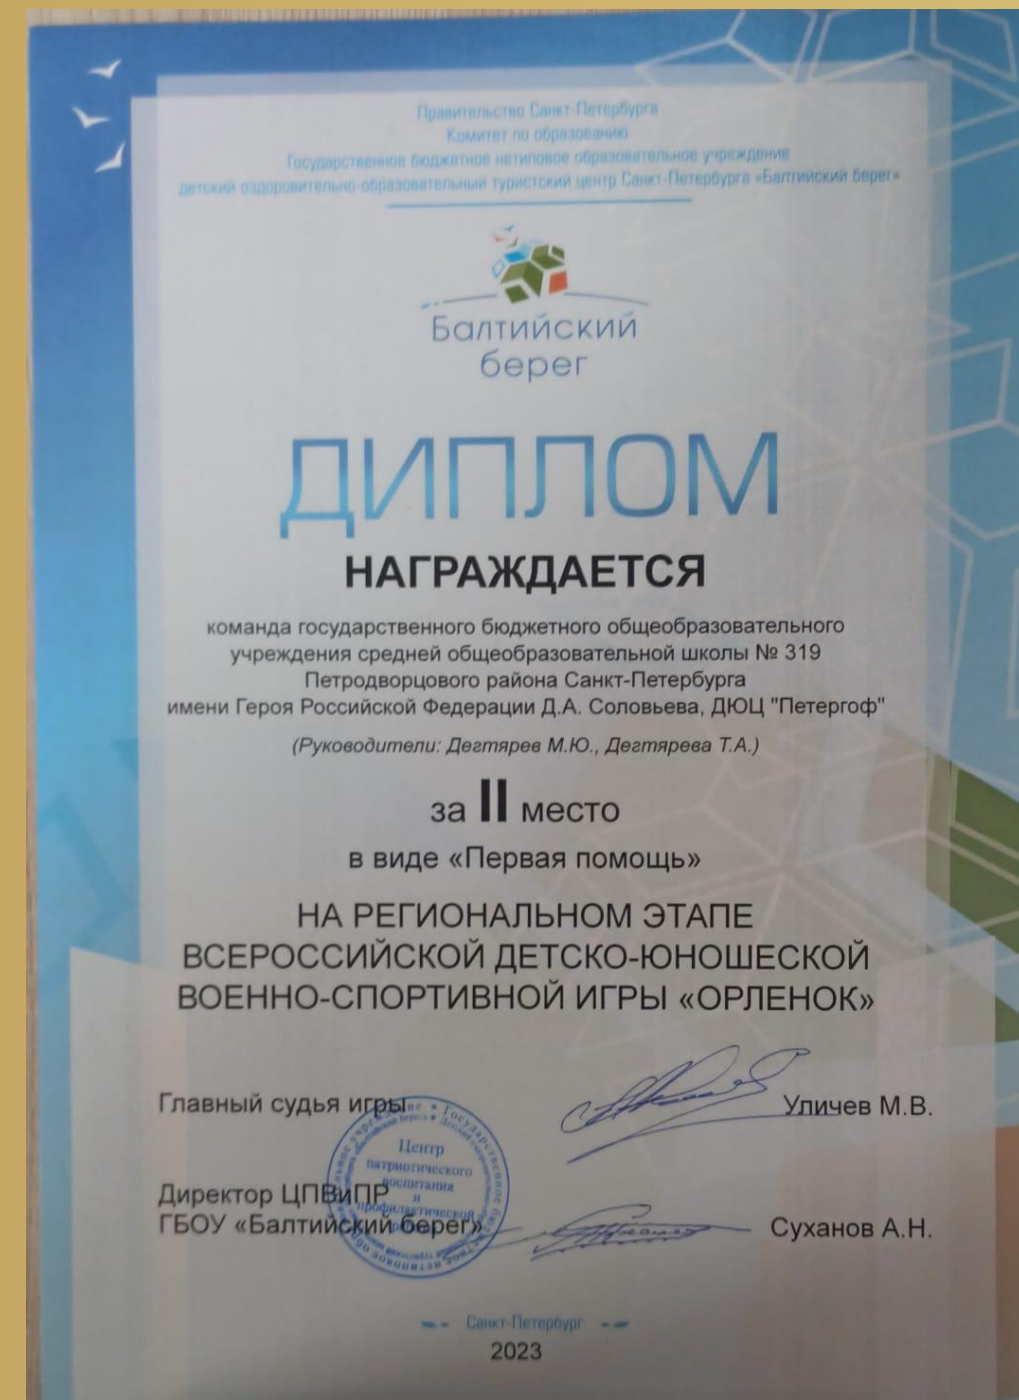 Правительство Санкт-Петербурга
Комитет по образованию
Государственное бюджетное нетиповое образовательное учреждение
детский оздоровительно-образовательный туристский центр Санкт-Петербурга «Балтийский берег»
Балтийский
берег
ДИПЛОМ
НАГРАЖДАЕТСЯ
команда государственного бюджетного общеобразовательного
учреждения средней общеобразовательной школы № 319
Петродворцового района Санкт-Петербурга
имени Героя Российской Федерации Д.А. Соловьева, ДЮЦ "Петергоф"
(Руководители: Дегтярев М.Ю., Дегтярева Т.А.)
за II место
в виде «Первая помощь»
НА РЕГИОНАЛЬНОМ ЭТАПЕ
ВСЕРОССИЙСКОЙ ДЕТСКО-ЮНОШЕСКОЙ
ВОЕННО-СПОРТИВНОЙ ИГРЫ «ОРЛЕНОК»
Главный судья игры
Уличев М.В.
Центр
патриотического
воспитания
и
профилактической
Директор ЦПВиПР
ГБОУ «Балтийский берег»
Суханов А.Н.
Санкт-Петербург
2023